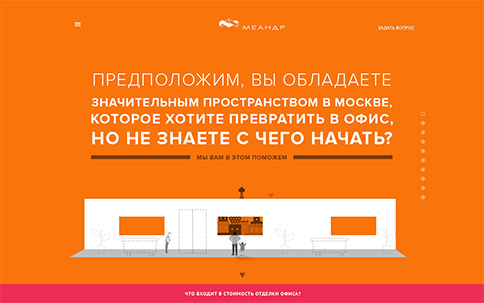 МЕАНДР
ЗАДАТЬ ВОПРОС
ПРЕДПОЛОЖИМ, ВЫ ОБЛАДАЕТЕ
ЗНАЧИТЕЛЬНЫМ ПРОСТРАНСТВОМ В МОСКВЕ,
КОТОРОЕ ХОТИТЕ ПРЕВРАТИТЬ В ОФИС,
НО НЕ ЗНАЕТЕ С ЧЕГО НАЧАТЬ?
МЫ ВАМ В ЭТОМ ПОМОЖЕМ
ЧТО ВХОДИТ В СТОИМОСТЬ ОТДЕЛКИ ОФИСА?